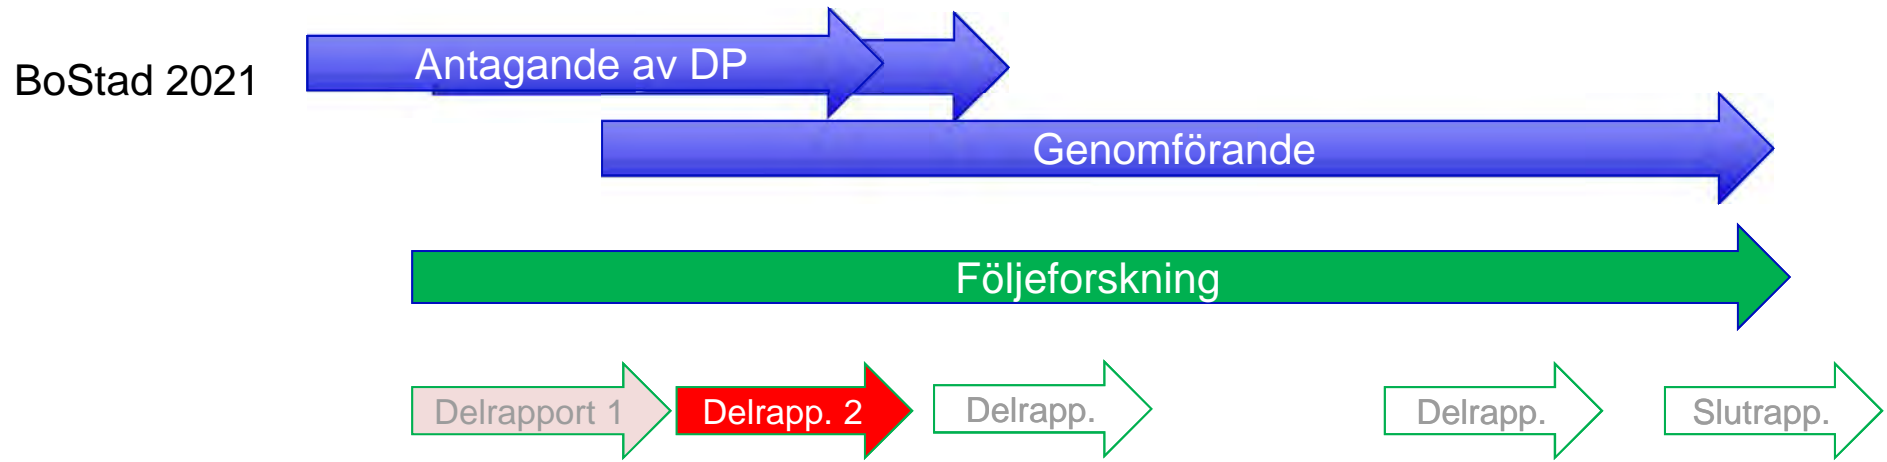 BoStad 2021
Antagande av DP
Genomförande
Följeforskning
Delrapport 1
Delrapp. 2
Delrapp.
Delrapp.
Slutrapp.